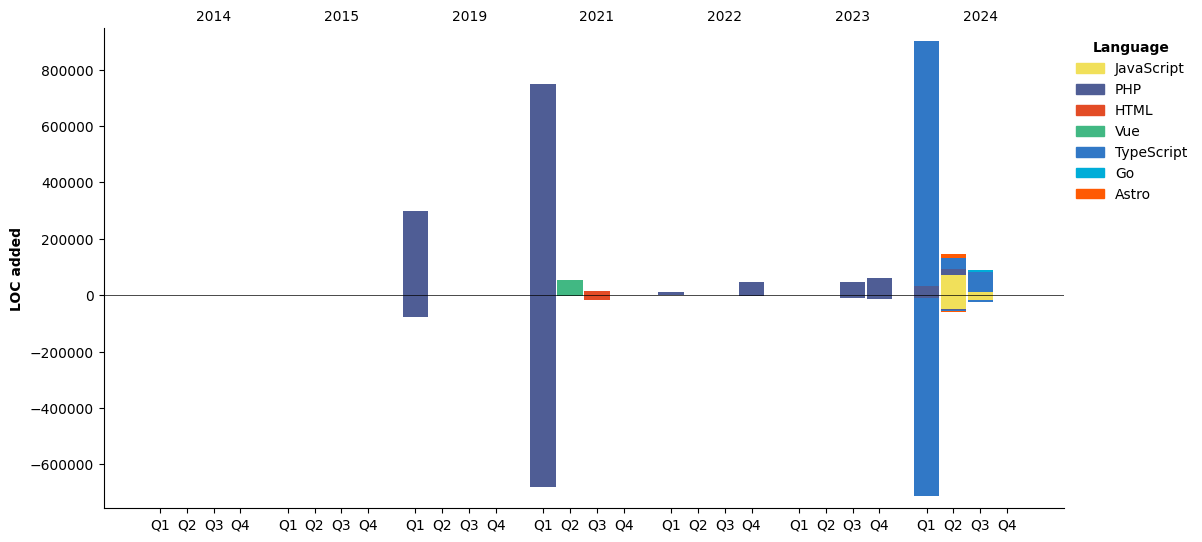 2014 2015 2019 2021 2022 2023 2024
LOC added
800000
600000
400000
200000
0
−200000
−400000
−600000
Q1 Q2 Q3 Q4 Q1 Q2 Q3 Q4 Q1 Q2 Q3 Q4 Q1 Q2 Q3 Q4 Q1 Q2 Q3 Q4 Q1 Q2 Q3 Q4 Q1 Q2 Q3 Q4
Language
JavaScript
PHP
HTML
Vue
TypeScript
Go
Astro